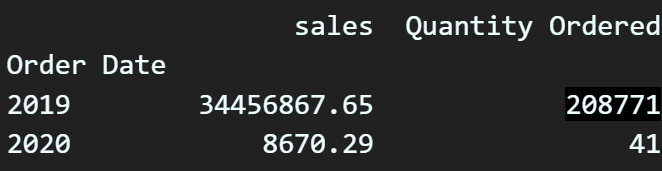 sales Quantity Ordered
Order Date
2019 34456867.65 208771
2020 8670.29 41